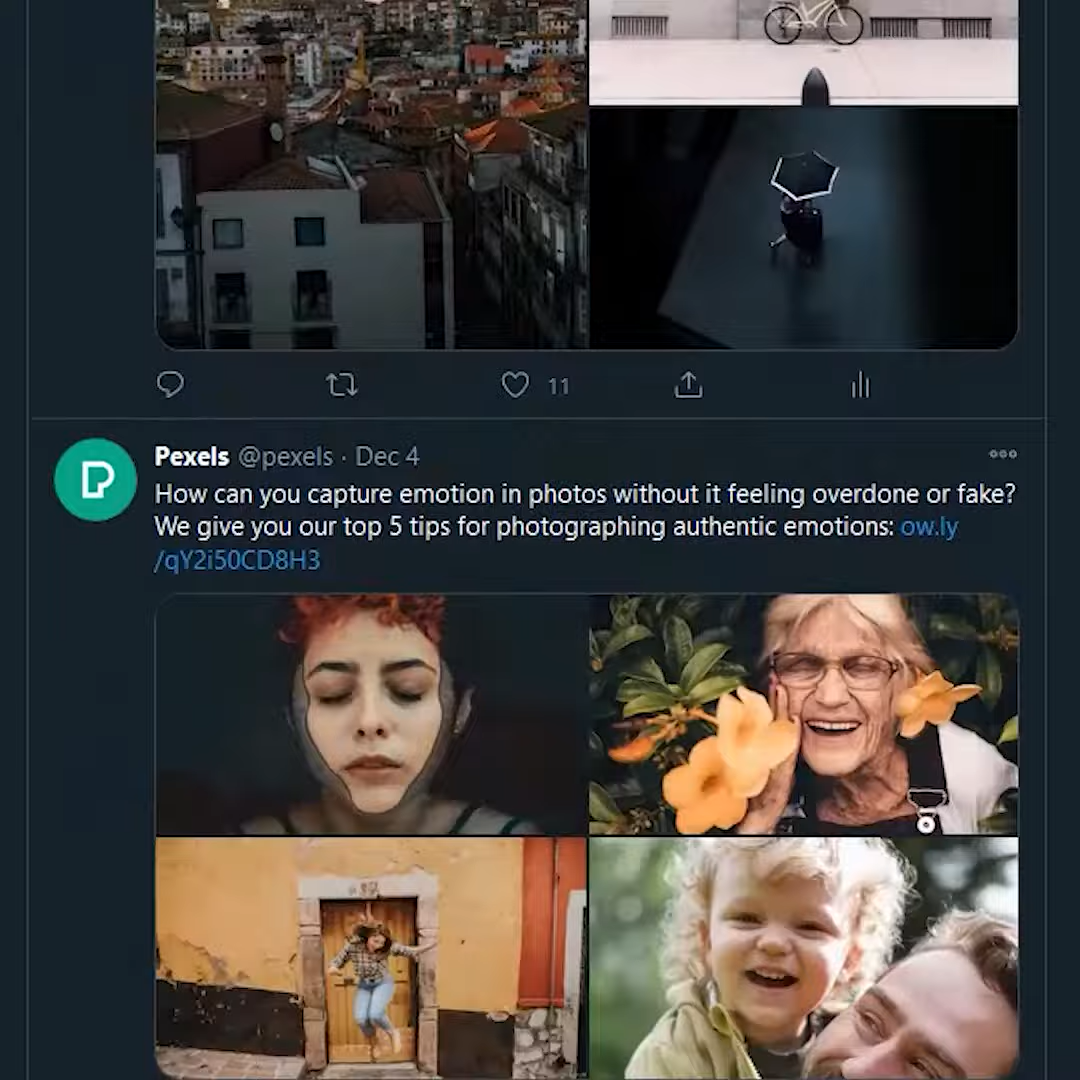 11
Pexels @pexels · Dec 4
How can you capture emotion in photos without it feeling overdone or fake?
We give you our top 5 tips for photographing authentic emotions: ow.ly
/qY2i50CD8H3